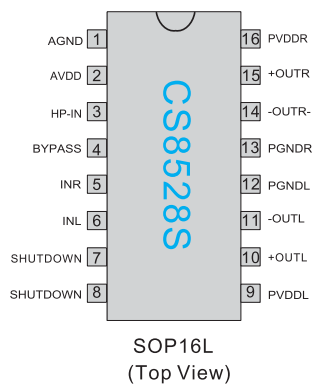 AGND 1 16 PVDDR
AVDD 2 15 +OUTR
HP-IN 3 14 -OUTR-
BYPASS 4 13 PGNDR
INR 5 12 PGNDL
INL 6 11 -OUTL
SHUTDOWN 7 10 +OUTL
SHUTDOWN 8 9 PVDDL
CS8528S
SOP16L
(Top View)